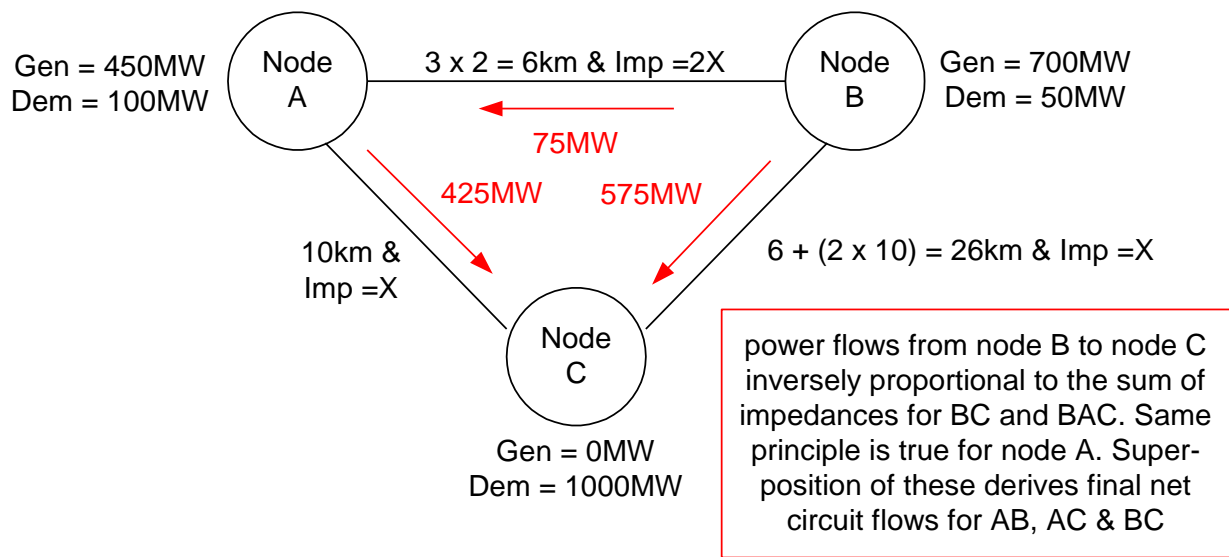 Gen = 450MW
Dem = 100MW
Node
A
3 x 2 = 6km & Imp =2X
Node
B
Gen = 700MW
Dem = 50MW
75MW
425MW
575MW
10km &
Imp =X
6 + (2 x 10) = 26km & Imp =X
Node
C
Gen = 0MW
Dem = 1000MW
power flows from node B to node C
inversely proportional to the sum of
impedances for BC and BAC. Same
principle is true for node A. Super-
position of these derives final net
circuit flows for AB, AC & BC